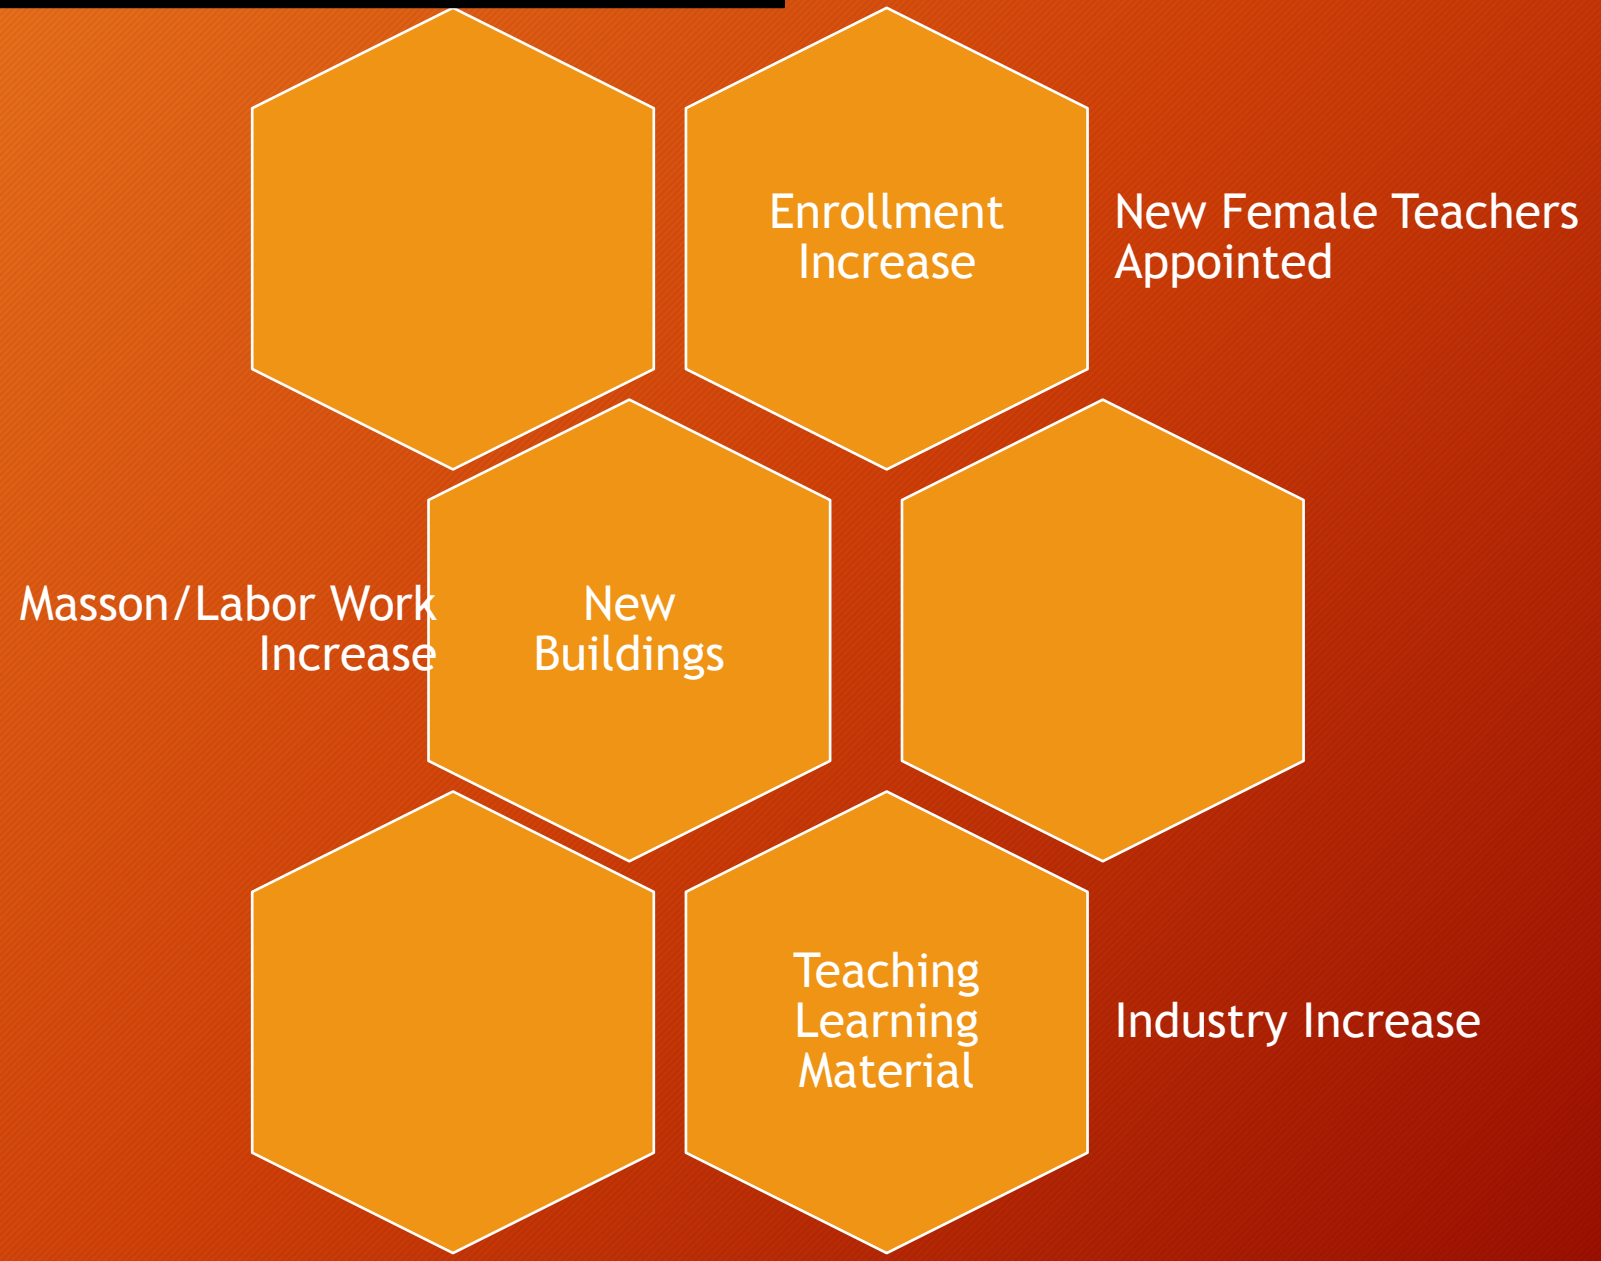 Enrollment
Increase
New Female Teachers
Appointed
Masson/Labor Work
Increase
New
Buildings
Teaching
Learning
Material
Industry Increase